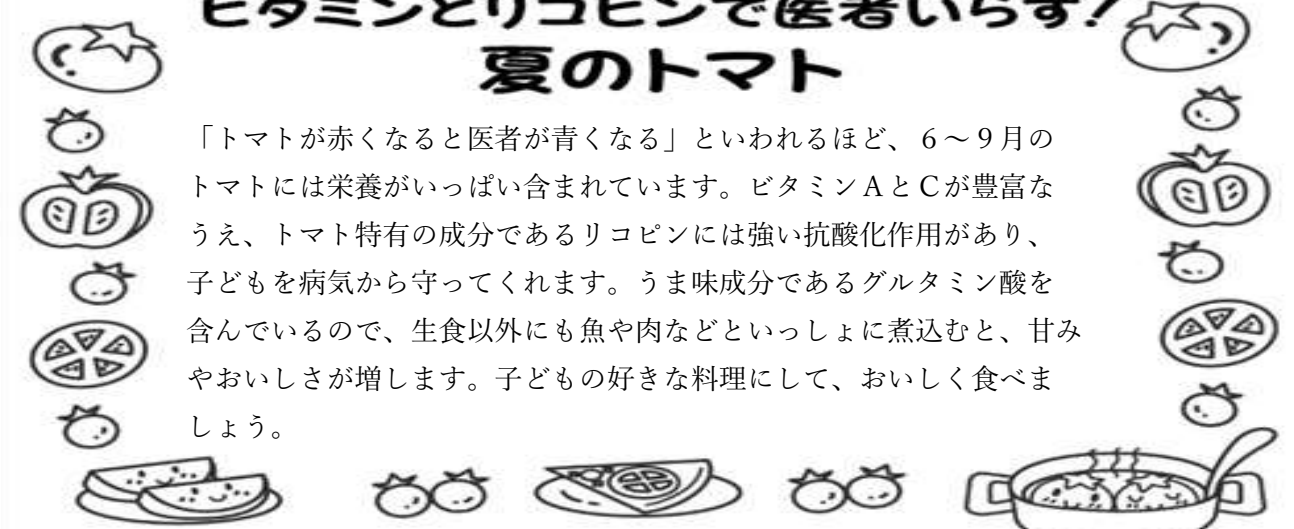 ビタミンとリコピンで医者いらず！
夏のトマト
「トマトが赤くなると医者が青くなる」といわれるほど、６～９月の
トマトには栄養がいっぱい含まれています。ビタミンＡとＣが豊富な
うえ、トマト特有の成分であるリコピンには強い抗酸化作用があり、
子どもを病気から守ってくれます。うま味成分であるグルタミン酸を
含んでいるので、生食以外にも魚や肉などといっしょに煮込むと、甘み
やおいしさが増します。子どもの好きな料理にして、おいしく食べま
しょう。